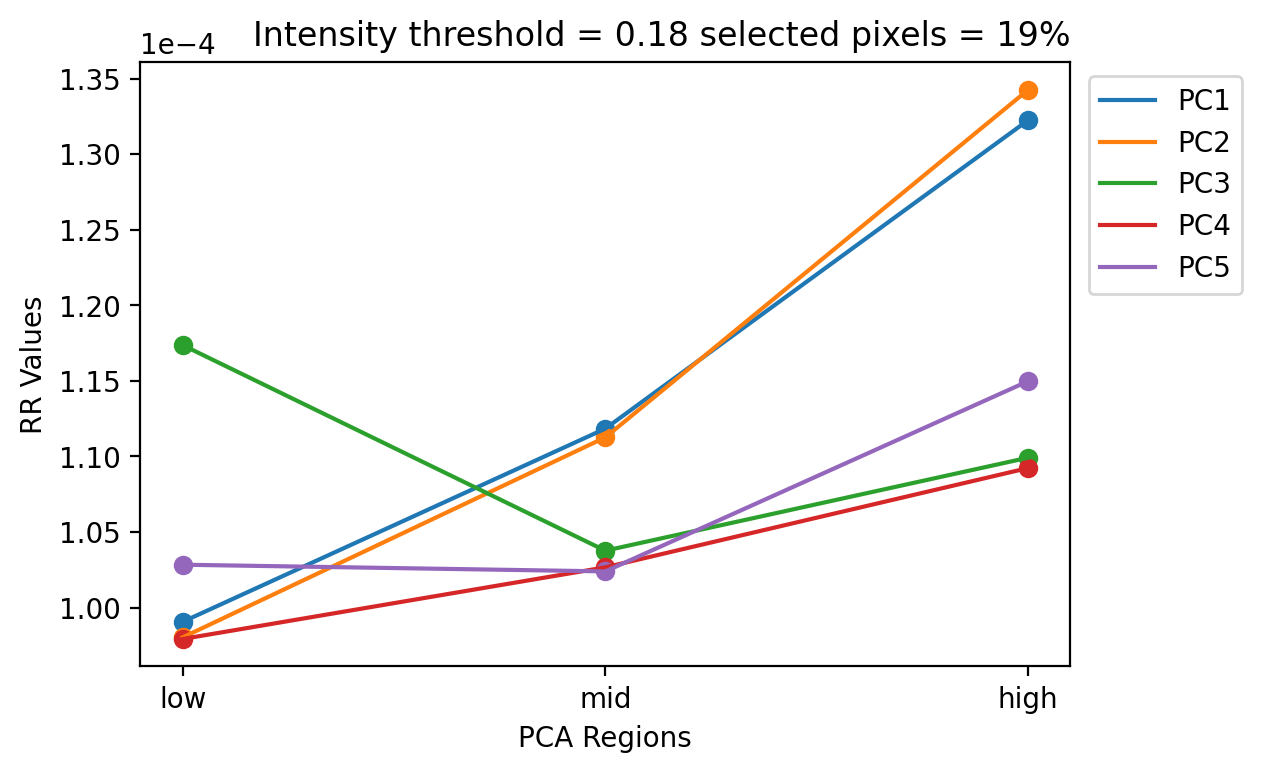 1e−4
Intensity threshold = 0.18 selected pixels = 19%
1.35
1.30
1.25
1.20
1.15
1.10
1.05
1.00
RR Values
low
mid
high
PCA Regions
PC1
PC2
PC3
PC4
PC5